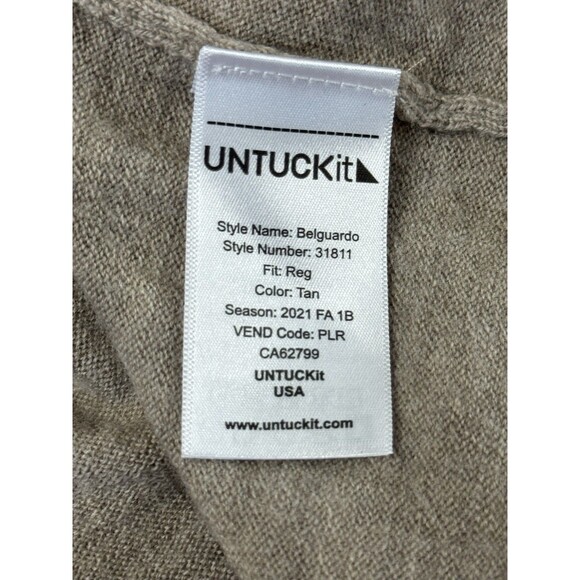 UNTUCKit
Style Name: Belguardo
Style Number: 31811
Fit: Reg
Color: Tan
Season: 2021 FA 1B
VEND Code: PLR
CA62799
UNTUCKit
USA
www.untuckit.com